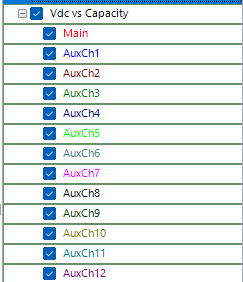 Vdc vs Capacity
Main
AuxCh1
AuxCh2
AuxCh3
AuxCh4
AuxCh5
AuxCh6
AuxCh7
AuxCh8
AuxCh9
AuxCh10
AuxCh11
AuxCh12